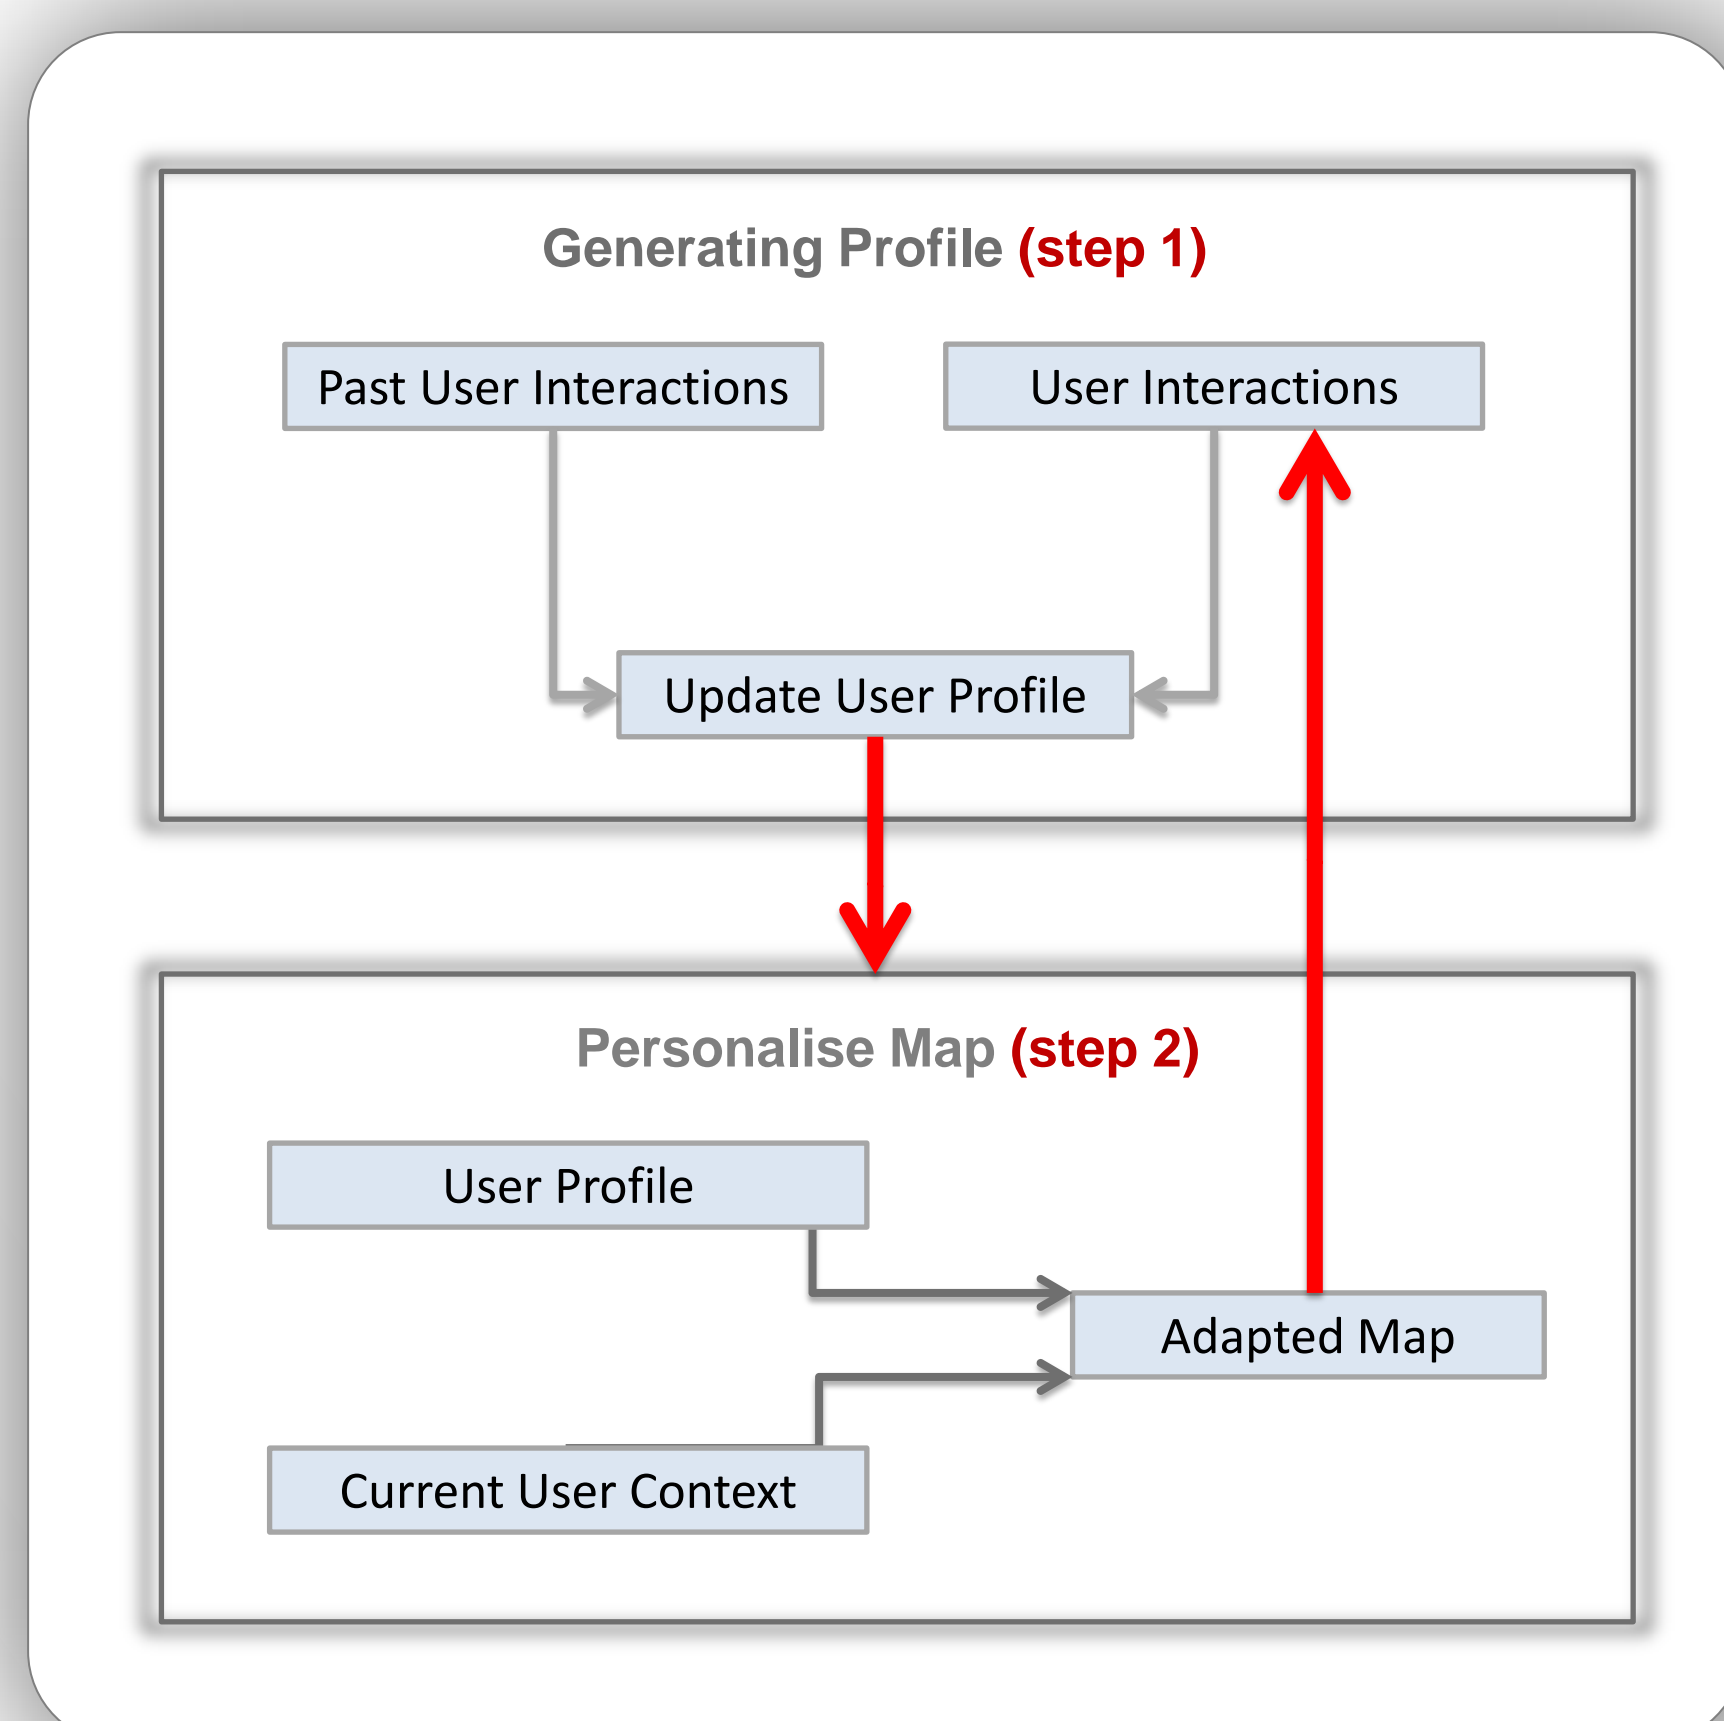 Generating Profile (step 1)
Past User Interactions
User Interactions
Update User Profile
Personalise Map (step 2)
User Profile
Adapted Map
Current User Context